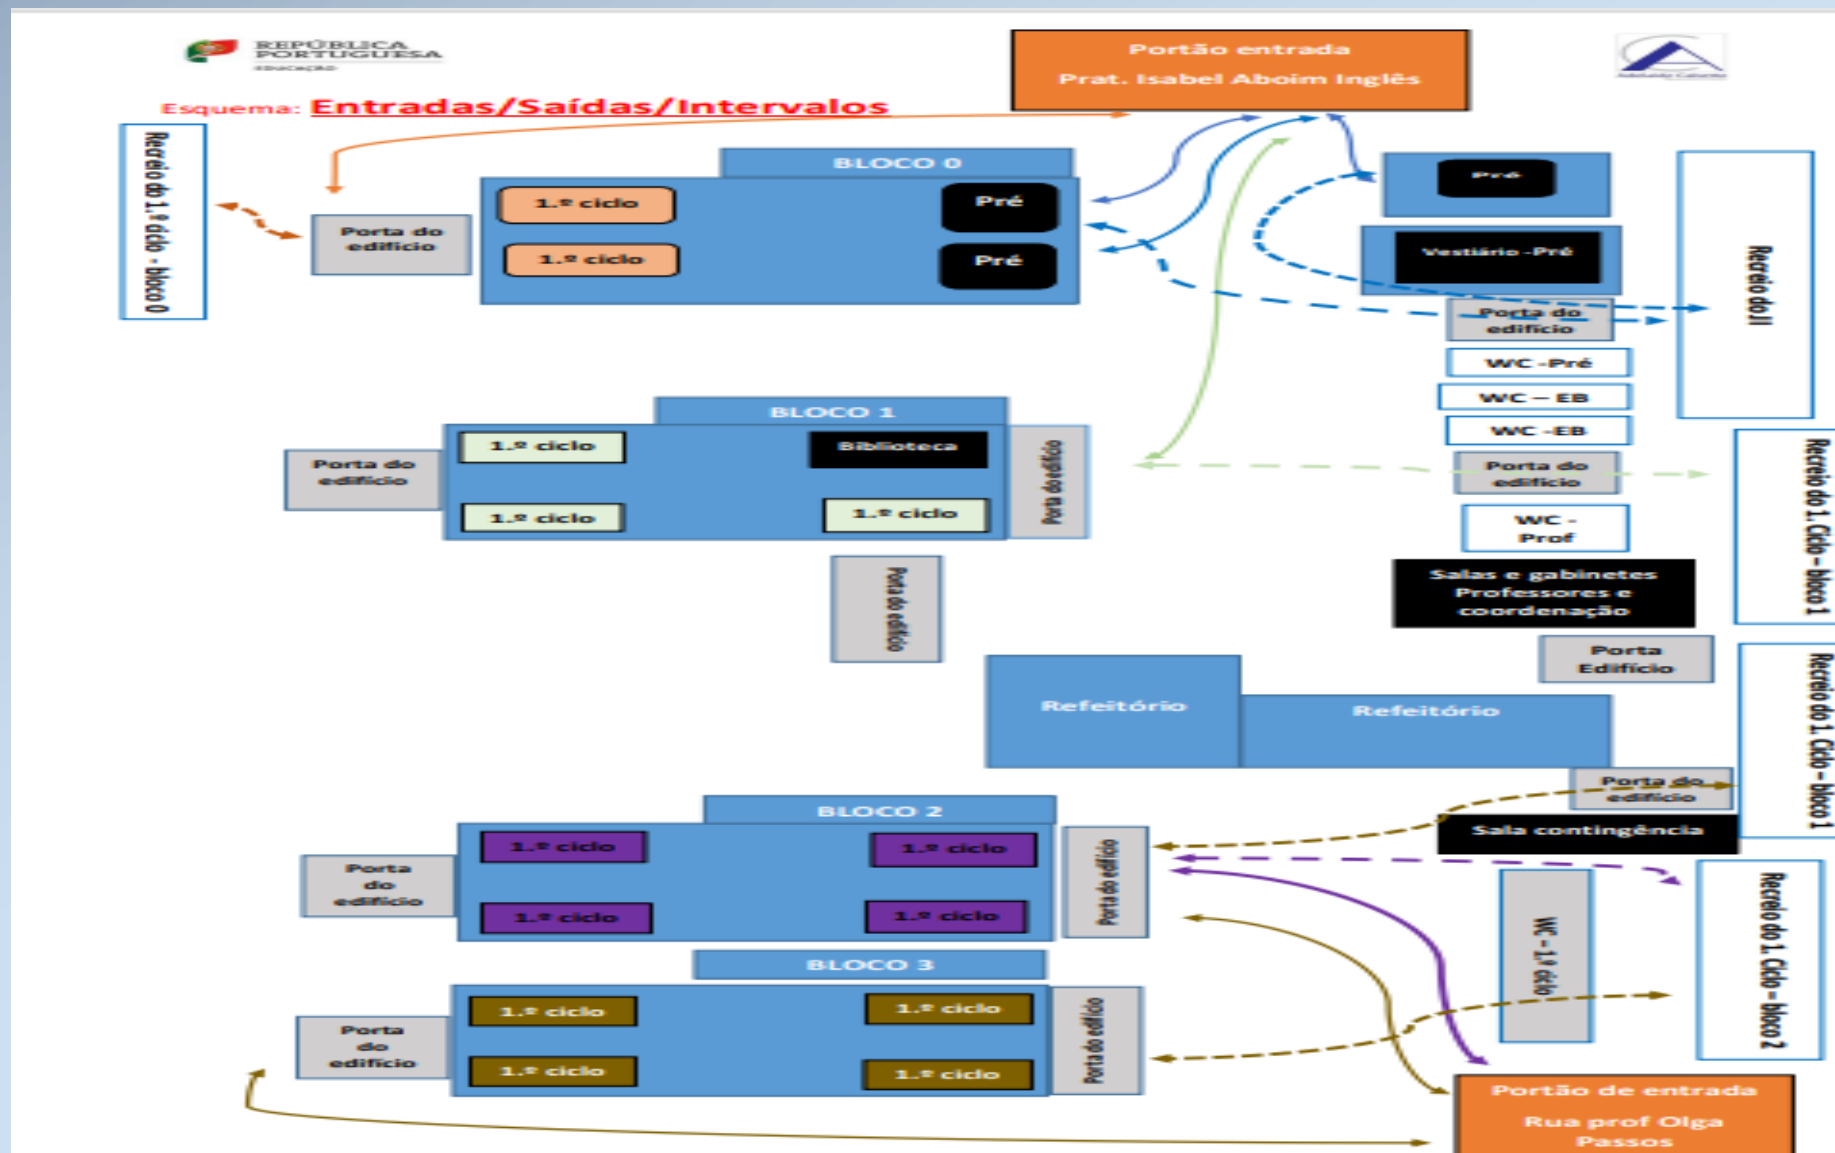 REPÚBLICA
PORTUGUESA
EDUCAÇÃO
Portão entrada
Prat. Isabel Aboim Inglês
Esquema: Entradas/Saídas/Intervalos
Recreio do 1.º ciclo - bloco 0
Porta do
edifício
BLOCO 0
1.º ciclo
Pré
1.º ciclo
Pré
Pré
Vestiário -Pré
Porta do
edifício
WC -Pré
WC – EB
WC -EB
Porta do
edifício
WC -
Prof
Salas e gabinetes
Professores e
coordenação
Porta
Edifício
Recreio do JI
Recreio do 1. Ciclo – bloco 1
Recreio do 1. Ciclo – bloco 1
BLOCO 1
Porta do
edifício
1.º ciclo
Biblioteca
1.º ciclo
1.º ciclo
Porta do edifício
Porta do edifício
Refeitório
Refeitório
Porta do
edifício
Sala contingência
BLOCO 2
Porta
do
edifício
1.º ciclo
1.º ciclo
1.º ciclo
1.º ciclo
Porta do edifício
WC – 1.º ciclo
Recreio do 1. Ciclo – bloco 2
BLOCO 3
Porta
do
edifício
1.º ciclo
1.º ciclo
1.º ciclo
1.º ciclo
Porta do edifício
Portão de entrada
Rua prof Olga
Passos